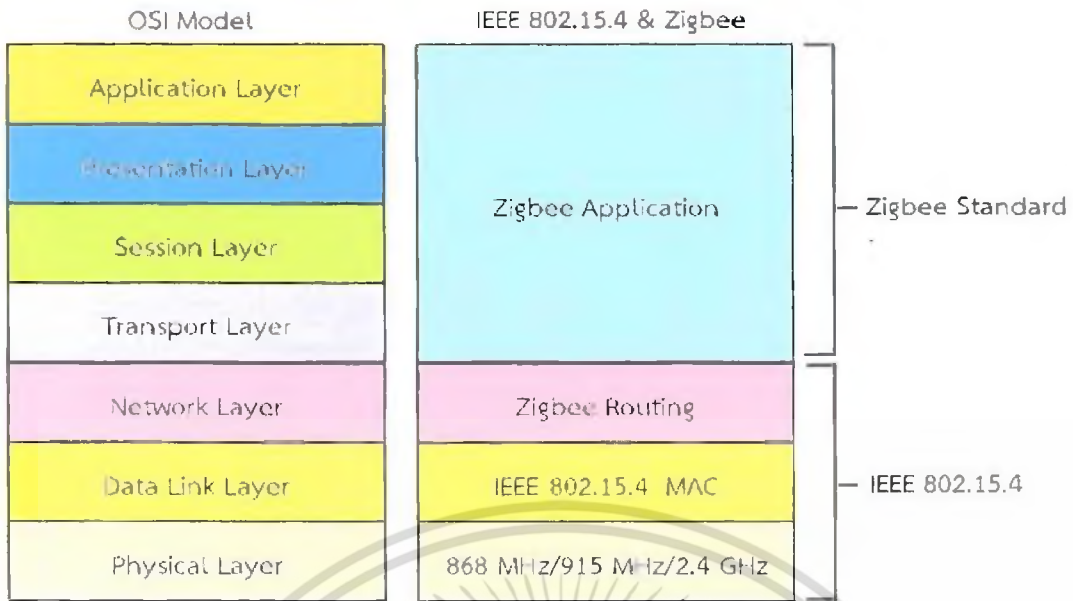 OSI Model
IEEE 802.15.4 & Zigbee
Application Layer
Presentation Layer
Session Layer
Transport Layer
Network Layer
Data Link Layer
Physical Layer
Zigbee Application
Zigbee Routing
IEEE 802.15.4 MAC
868 MHz/915 MHz/2.4 GHz
Zigbee Standard
IEEE 802.15.4